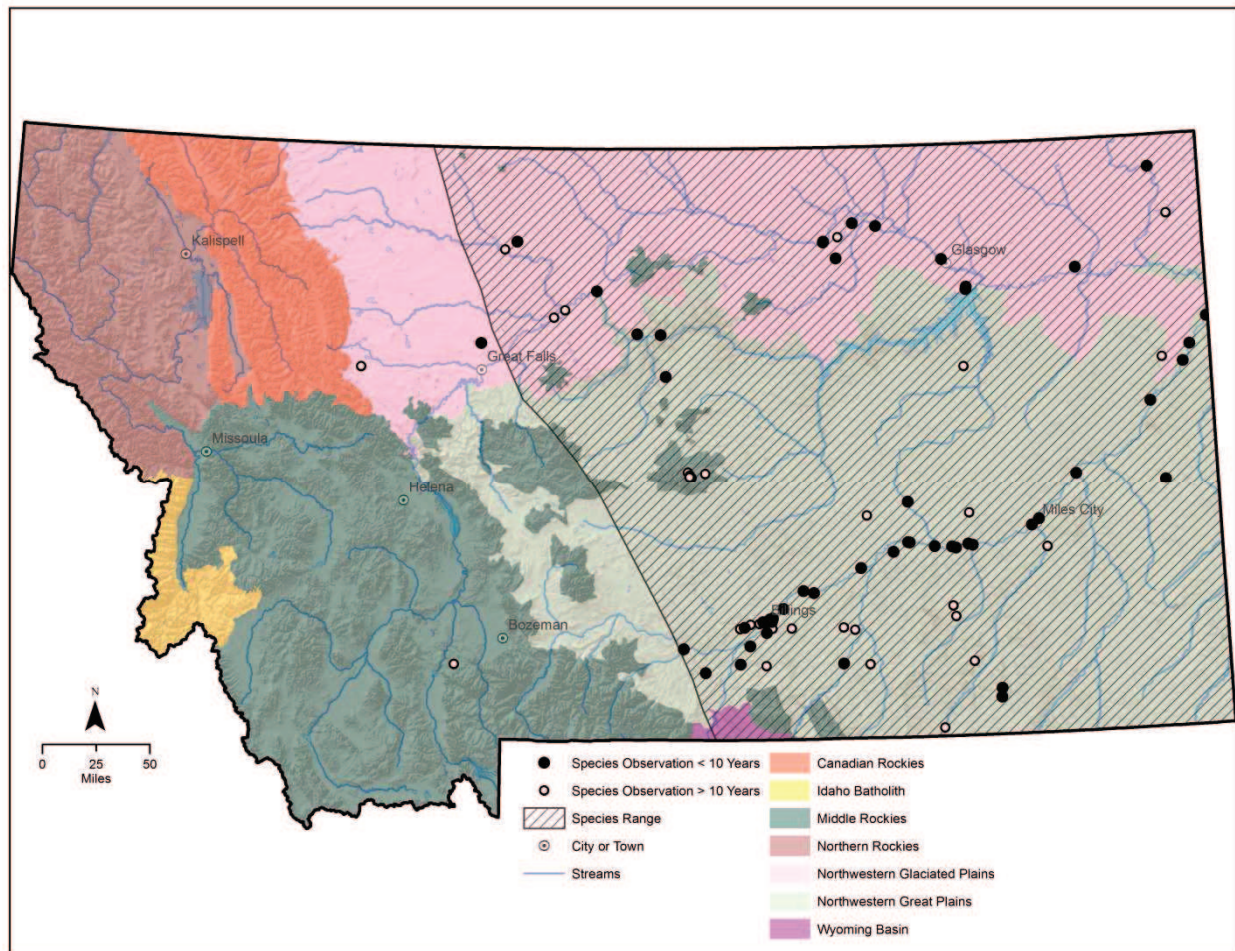 Kalispell
Glasgow
Great Falls
Missoula
Helena
Miles City
Billings
Bozeman
N
0 25 50
Miles
Species Observation < 10 Years
Species Observation > 10 Years
Species Range
City or Town
Streams
Canadian Rockies
Idaho Batholith
Middle Rockies
Northern Rockies
Northwestern Glaciated Plains
Northwestern Great Plains
Wyoming Basin